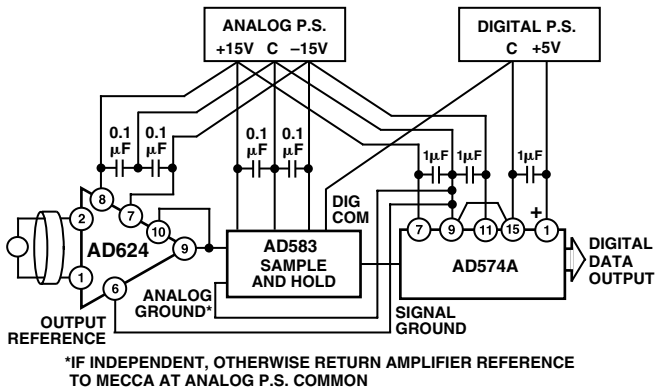 ANALOG P.S.
+15V C –15V
DIGITAL P.S.
C +5V
0.1 µF
0.1 µF
0.1 µF
0.1 µF
1µF
1µF
1µF
8
7
10
9
2
1
6
AD624
DIG
COM
AD583
SAMPLE
AND HOLD
7
9
11
15
+
1
AD574A
DIGITAL
DATA
OUTPUT
ANALOG
GROUND*
OUTPUT
REFERENCE
SIGNAL
GROUND
*IF INDEPENDENT, OTHERWISE RETURN AMPLIFIER REFERENCE
TO MECCA AT ANALOG P.S. COMMON